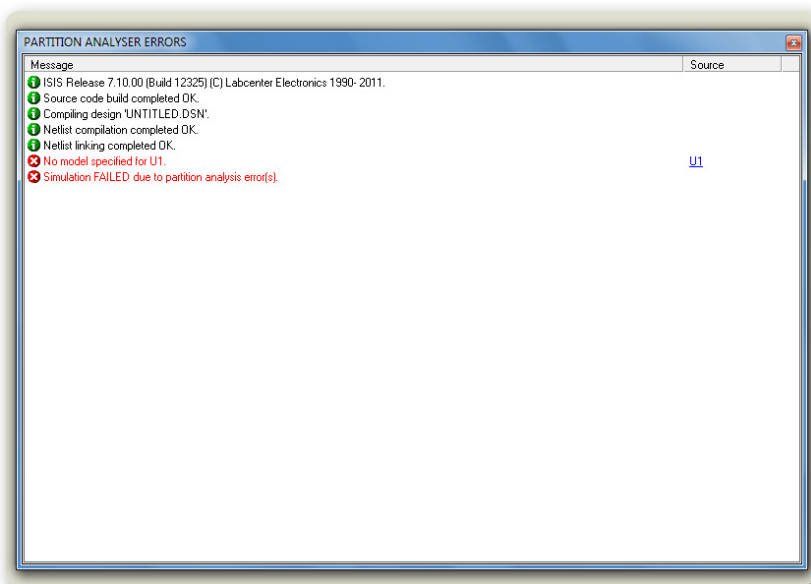 PARTITION ANALYSER ERRORS
Message Source
ISIS Release 7.10.00 (Build 12325) (C) Labcenter Electronics 1990- 2011.
Source code build completed OK.
Compiling design 'UNTITLED.DSN'.
Netlist compilation completed OK.
Netlist linking completed OK.
No model specified for U1. U1
Simulation FAILED due to partition analysis error(s).